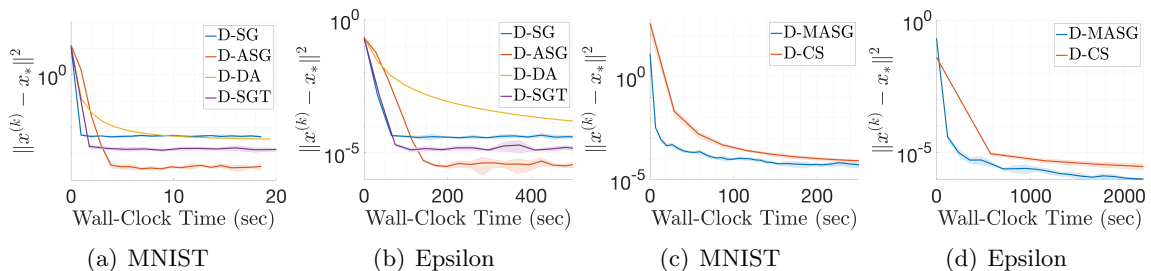 D-SG
D-ASG
D-DA
D-SGT
10^0
‖x^(k) − x_*‖^2
0 10 20
Wall-Clock Time (sec)
(a) MNIST
D-SG
D-ASG
D-DA
D-SGT
10^0
10^-5
‖x^(k) − x_*‖^2
0 200 400
Wall-Clock Time (sec)
(b) Epsilon
D-MASG
D-CS
10^0
10^-5
‖x^(k) − x_*‖^2
0 100 200
Wall-Clock Time (sec)
(c) MNIST
D-MASG
D-CS
10^0
10^-5
‖x^(k) − x_*‖^2
0 1000 2000
Wall-Clock Time (sec)
(d) Epsilon